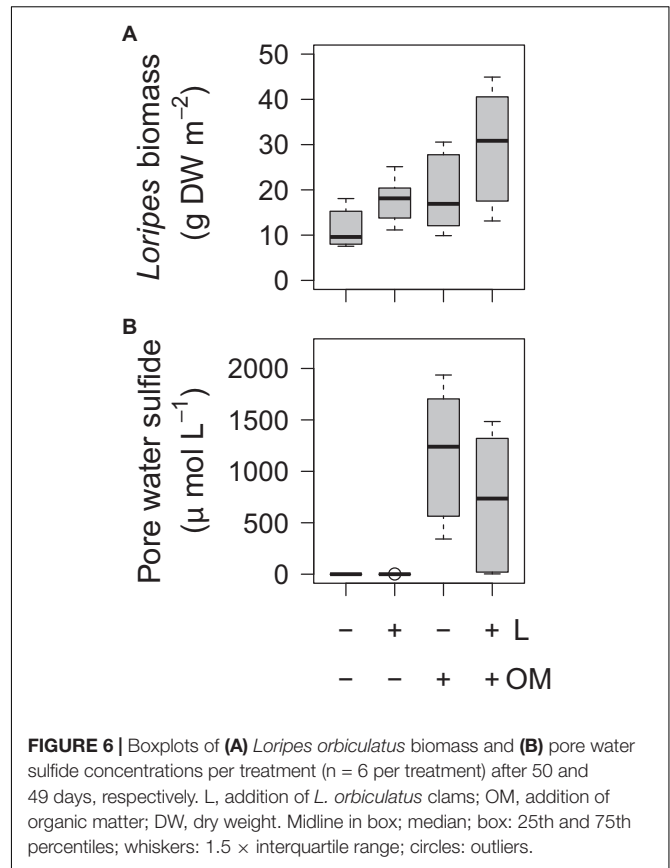 A
Loripes biomass
(g DW m⁻²)
50
40
30
20
10
0
B
Pore water sulfide
(µ mol L⁻¹)
2000
1500
1000
500
0
− + − + L
− − + + OM
FIGURE 6 | Boxplots of (A) Loripes orbiculatus biomass and (B) pore water
sulfide concentrations per treatment (n = 6 per treatment) after 50 and
49 days, respectively. L, addition of L. orbiculatus clams; OM, addition of
organic matter; DW, dry weight. Midline in box; median; box: 25th and 75th
percentiles; whiskers: 1.5 × interquartile range; circles: outliers.